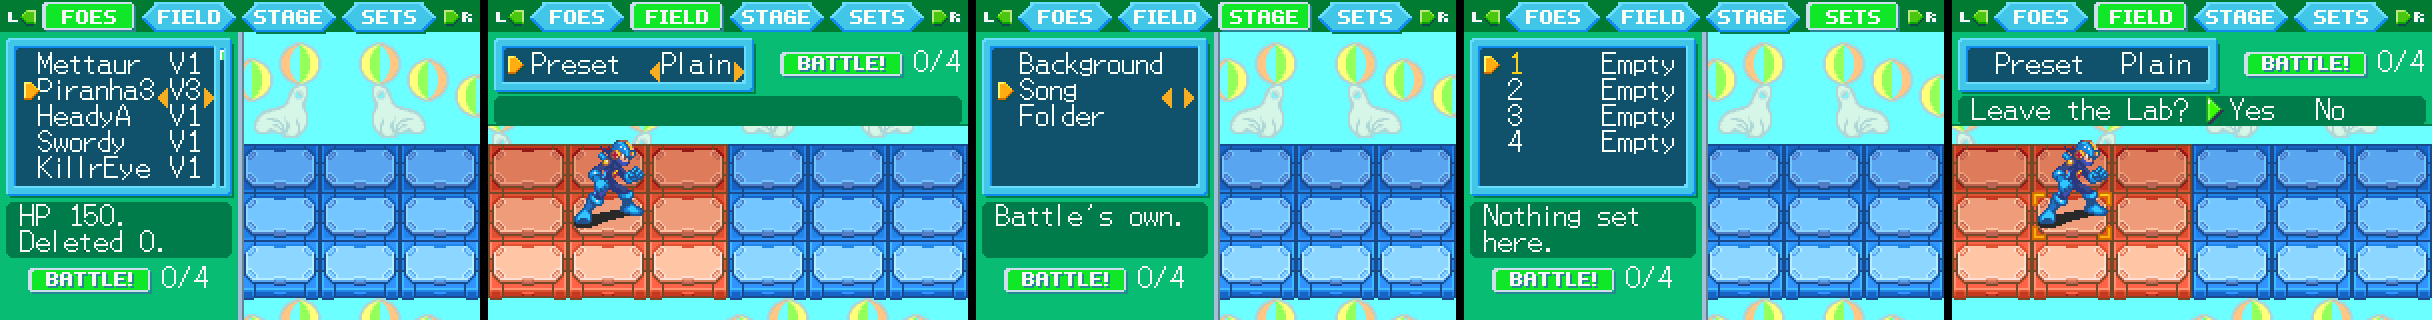 L FOES FIELD STAGE SETS R
Mettaur V1
Piranha3 V3
HeadyA V1
Swordy V1
KillrEye V1
HP 150.
Deleted 0.
BATTLE! 0/4
L FOES FIELD STAGE SETS R
Preset Plain
BATTLE! 0/4
L FOES FIELD STAGE SETS R
Background
Song
Folder
Battle's own.
BATTLE! 0/4
L FOES FIELD STAGE SETS R
1 Empty
2 Empty
3 Empty
4 Empty
Nothing set
here.
BATTLE! 0/4
L FOES FIELD STAGE SETS R
Preset Plain
BATTLE! 0/4
Leave the Lab? Yes No